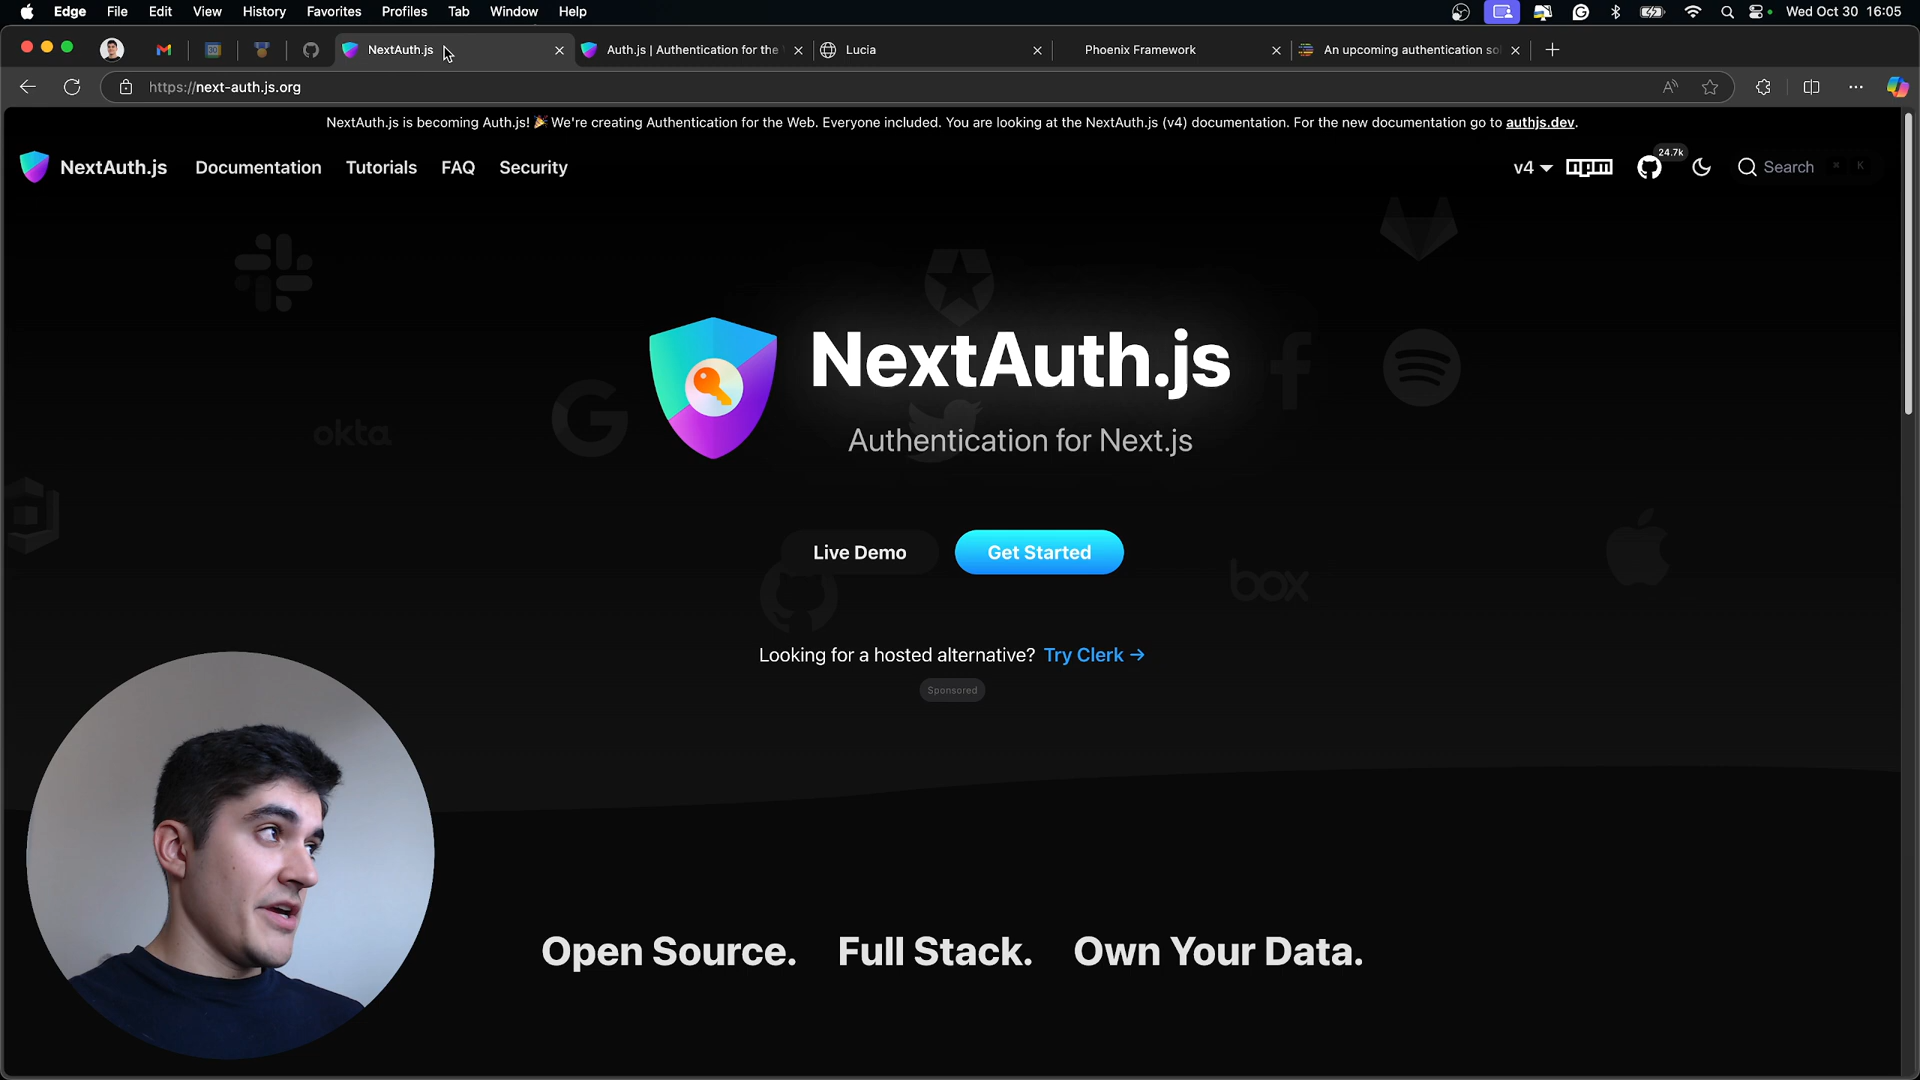 Edge File Edit View History Favorites Profiles Tab Window Help Wed Oct 30 16:05
NextAuth.js Auth.js | Authentication for the Lucia Phoenix Framework An upcoming authentication so
https://next-auth.js.org
NextAuth.js is becoming Auth.js! 🎉 We're creating Authentication for the Web. Everyone included. You are looking at the NextAuth.js (v4) documentation. For the new documentation go to authjs.dev.
24.7k
NextAuth.js Documentation Tutorials FAQ Security v4 npm Search K
NextAuth.js
Authentication for Next.js
okta
Live Demo Get Started
box
Looking for a hosted alternative? Try Clerk →
Sponsored
Open Source. Full Stack. Own Your Data.